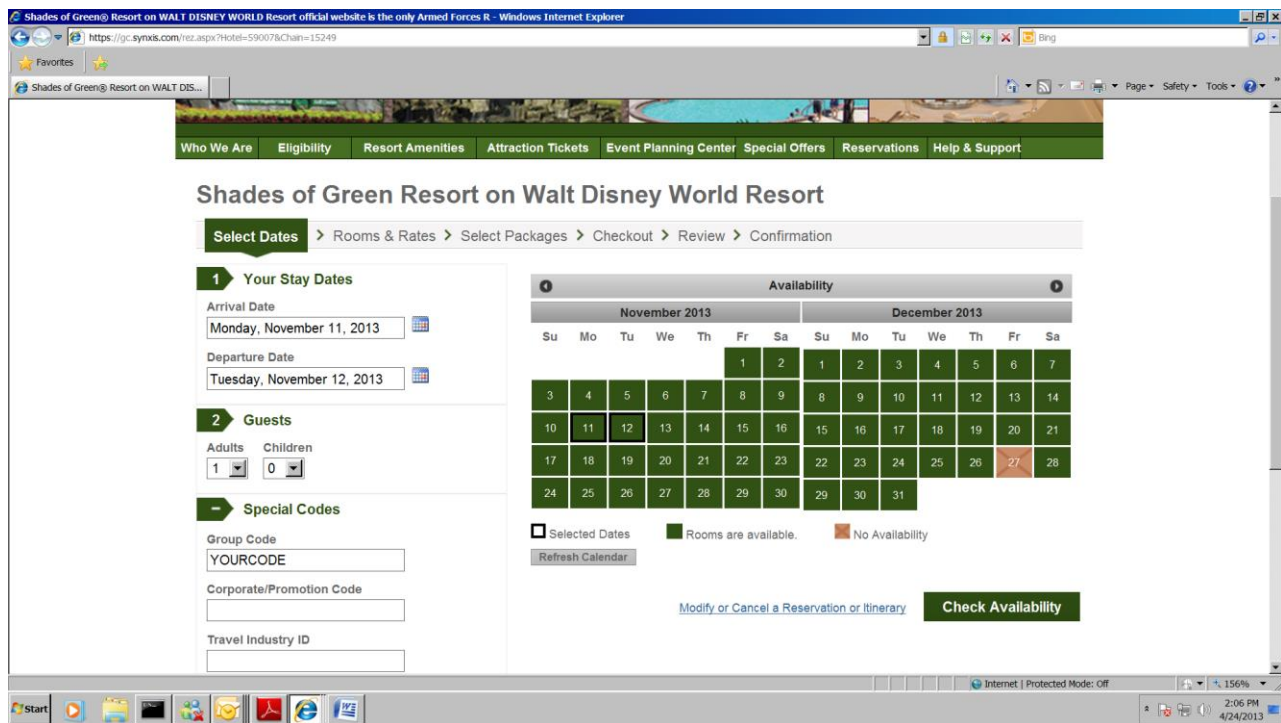 Shades of Green® Resort on WALT DISNEY WORLD Resort official website is the only Armed Forces R - Windows Internet Explorer
https://gc.synxis.com/rez.aspx?Hotel=59007&Chain=15249
Bing
Favorites
Shades of Green® Resort on WALT DIS...
Page Safety Tools
Who We Are Eligibility Resort Amenities Attraction Tickets Event Planning Center Special Offers Reservations Help & Support
Shades of Green Resort on Walt Disney World Resort
Select Dates > Rooms & Rates > Select Packages > Checkout > Review > Confirmation
1 Your Stay Dates
Arrival Date
Monday, November 11, 2013
Departure Date
Tuesday, November 12, 2013
2 Guests
Adults Children
1 0
− Special Codes
Group Code
YOURCODE
Corporate/Promotion Code
Travel Industry ID
Availability
November 2013 December 2013
Su Mo Tu We Th Fr Sa Su Mo Tu We Th Fr Sa
1 2 1 2 3 4 5 6 7
3 4 5 6 7 8 9 8 9 10 11 12 13 14
10 11 12 13 14 15 16 15 16 17 18 19 20 21
17 18 19 20 21 22 23 22 23 24 25 26 27 28
24 25 26 27 28 29 30 29 30 31
Selected Dates Rooms are available. No Availability
Refresh Calendar
Modify or Cancel a Reservation or Itinerary Check Availability
Internet | Protected Mode: Off 156%
Start
2:06 PM
4/24/2013